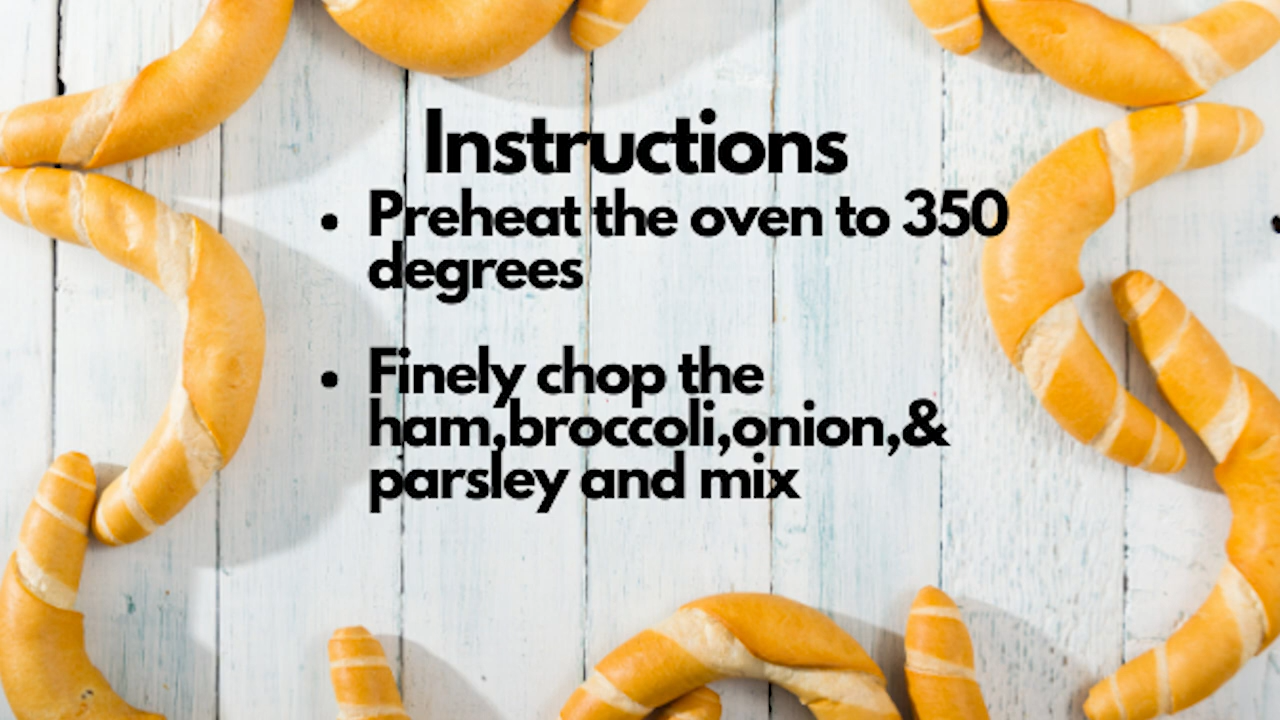 Instructions
• Preheat the oven to 350
degrees
• Finely chop the
ham,broccoli,onion,&
parsley and mix